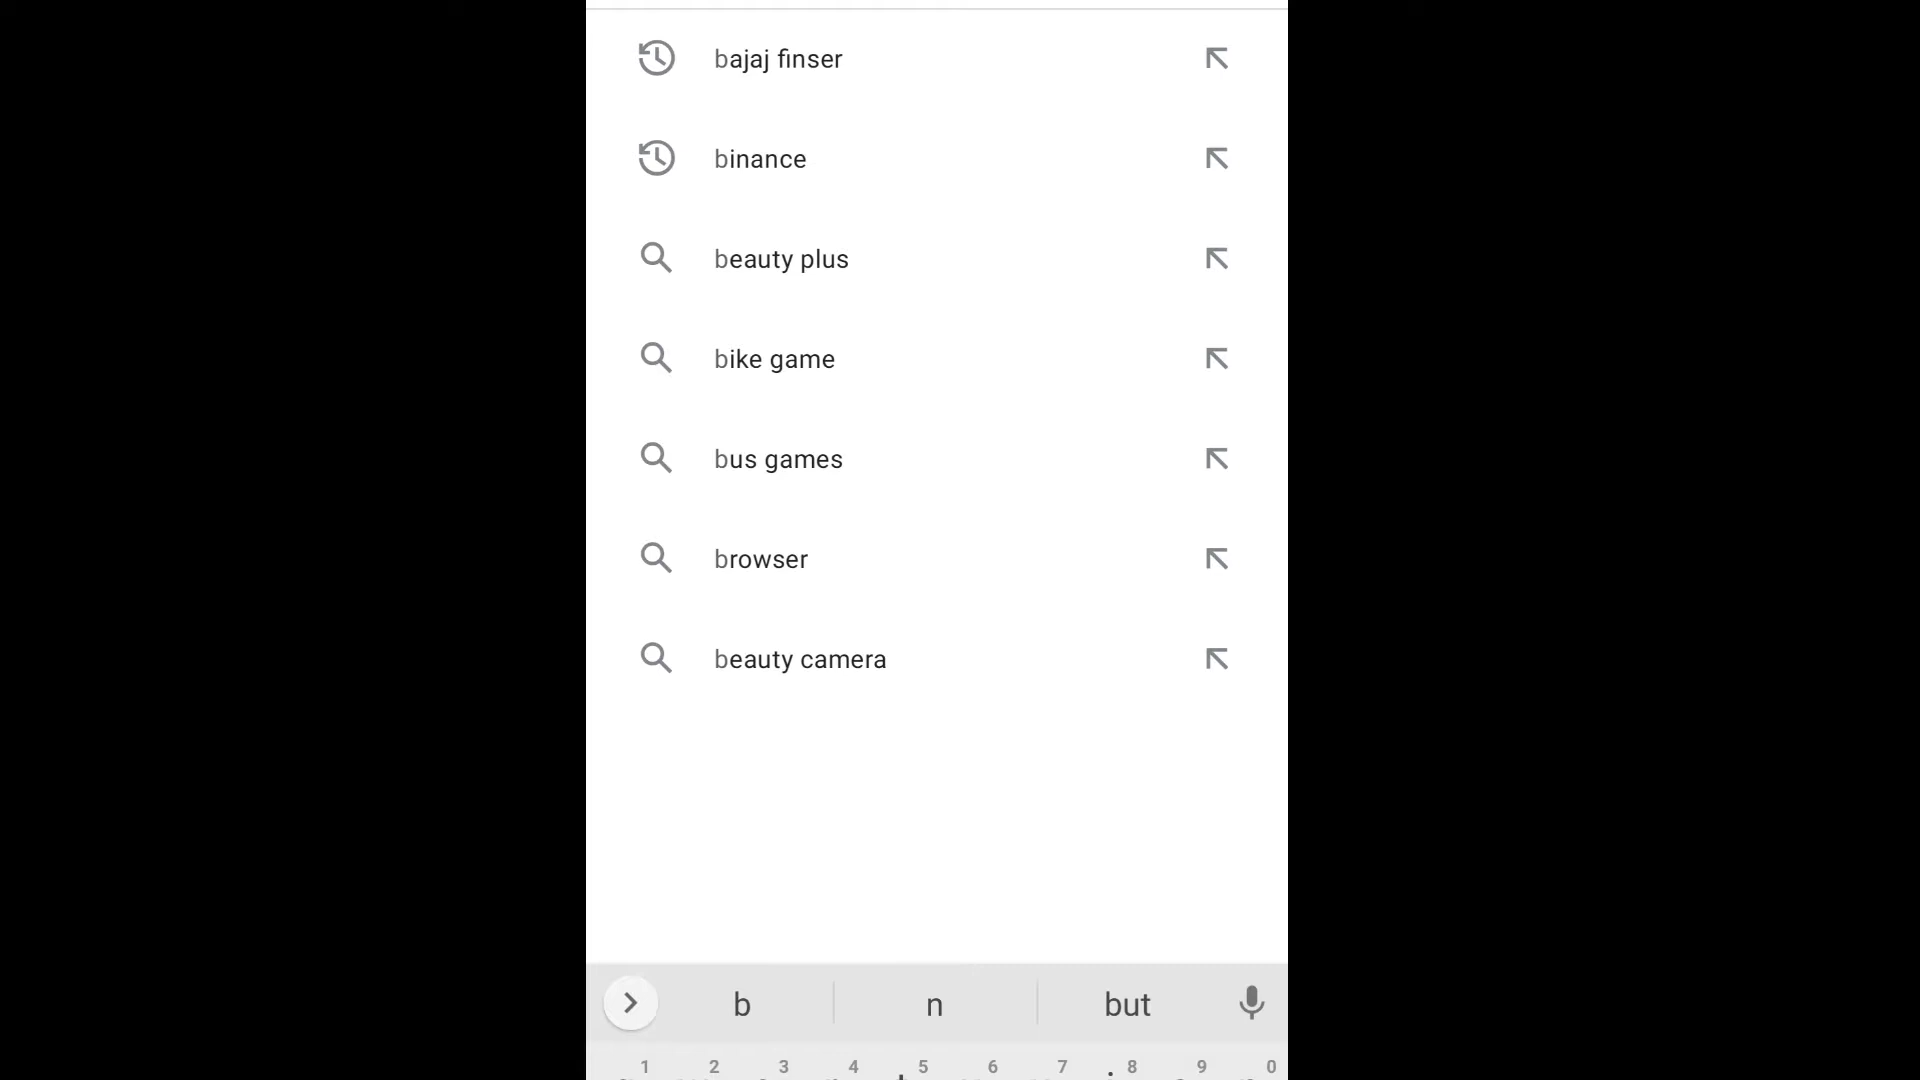 bajaj finser
binance
beauty plus
bike game
bus games
browser
beauty camera
b n but
1 2 3 4 5 6 7 8 9 0